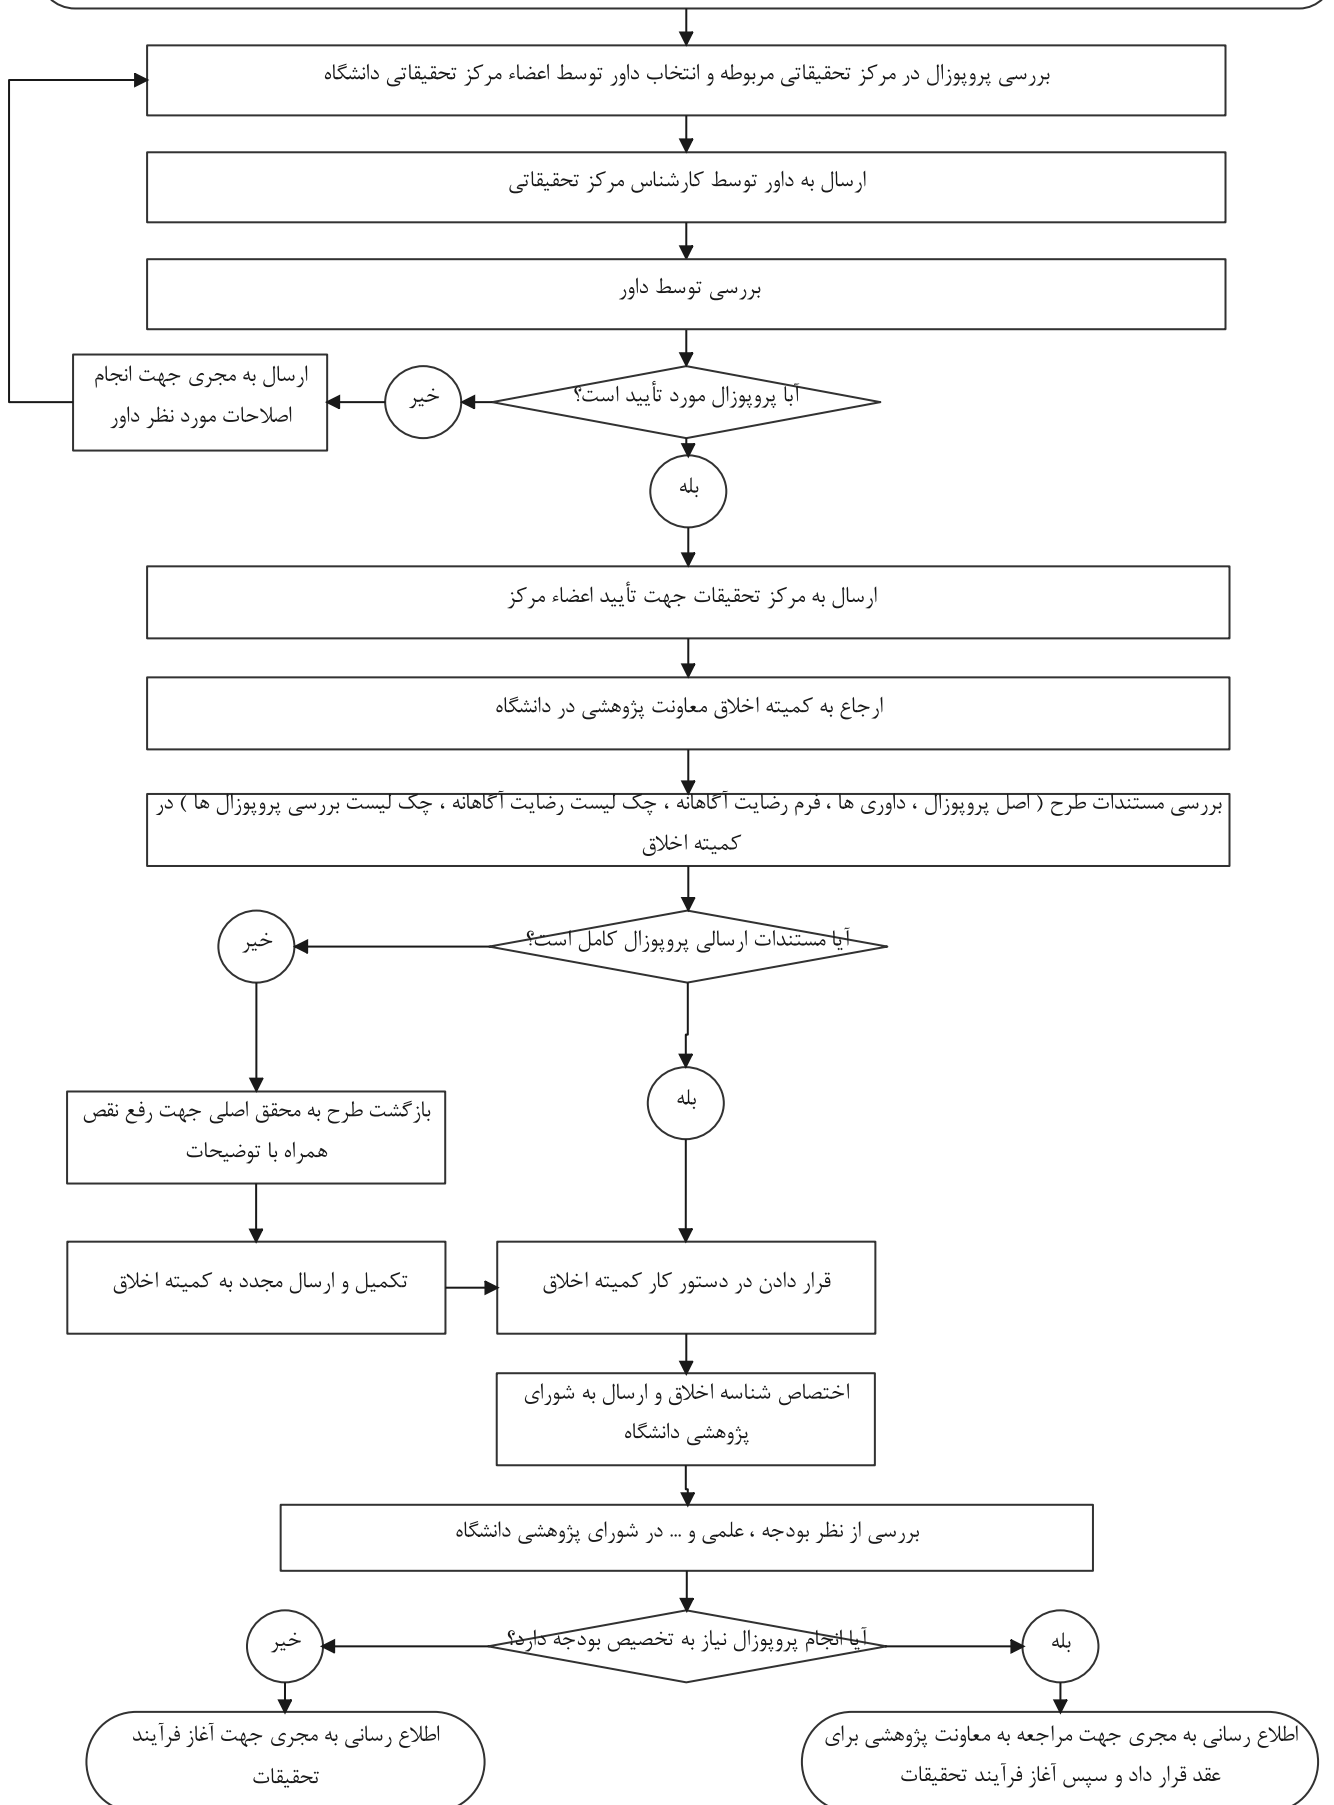 بررسی پروپوزال در مرکز تحقیقاتی مربوطه و انتخاب داور توسط اعضاء مرکز تحقیقاتی دانشگاه
ارسال به داور توسط کارشناس مرکز تحقیقاتی
بررسی توسط داور
آبا پروپوزال مورد تأیید است؟
خیر
ارسال به مجری جهت انجام
اصلاحات مورد نظر داور
بله
ارسال به مرکز تحقیقات جهت تأیید اعضاء مرکز
ارجاع به کمیته اخلاق معاونت پژوهشی در دانشگاه
بررسی مستندات طرح ( اصل پروپوزال ، داوری ها ، فرم رضایت آگاهانه ، چک لیست رضایت آگاهانه ، چک لیست بررسی پروپوزال ها ) در
کمیته اخلاق
آیا مستندات ارسالی پروپوزال کامل است؟
خیر
بله
بازگشت طرح به محقق اصلی جهت رفع نقص
همراه با توضیحات
قرار دادن در دستور کار کمیته اخلاق
تکمیل و ارسال مجدد به کمیته اخلاق
اختصاص شناسه اخلاق و ارسال به شورای
پژوهشی دانشگاه
بررسی از نظر بودجه ، علمی و ... در شورای پژوهشی دانشگاه
آیا انجام پروپوزال نیاز به تخصیص بودجه دارد؟
بله
خیر
اطلاع رسانی به مجری جهت مراجعه به معاونت پژوهشی برای
عقد قرار داد و سپس آغاز فرآیند تحقیقات
اطلاع رسانی به مجری جهت آغاز فرآیند
تحقیقات